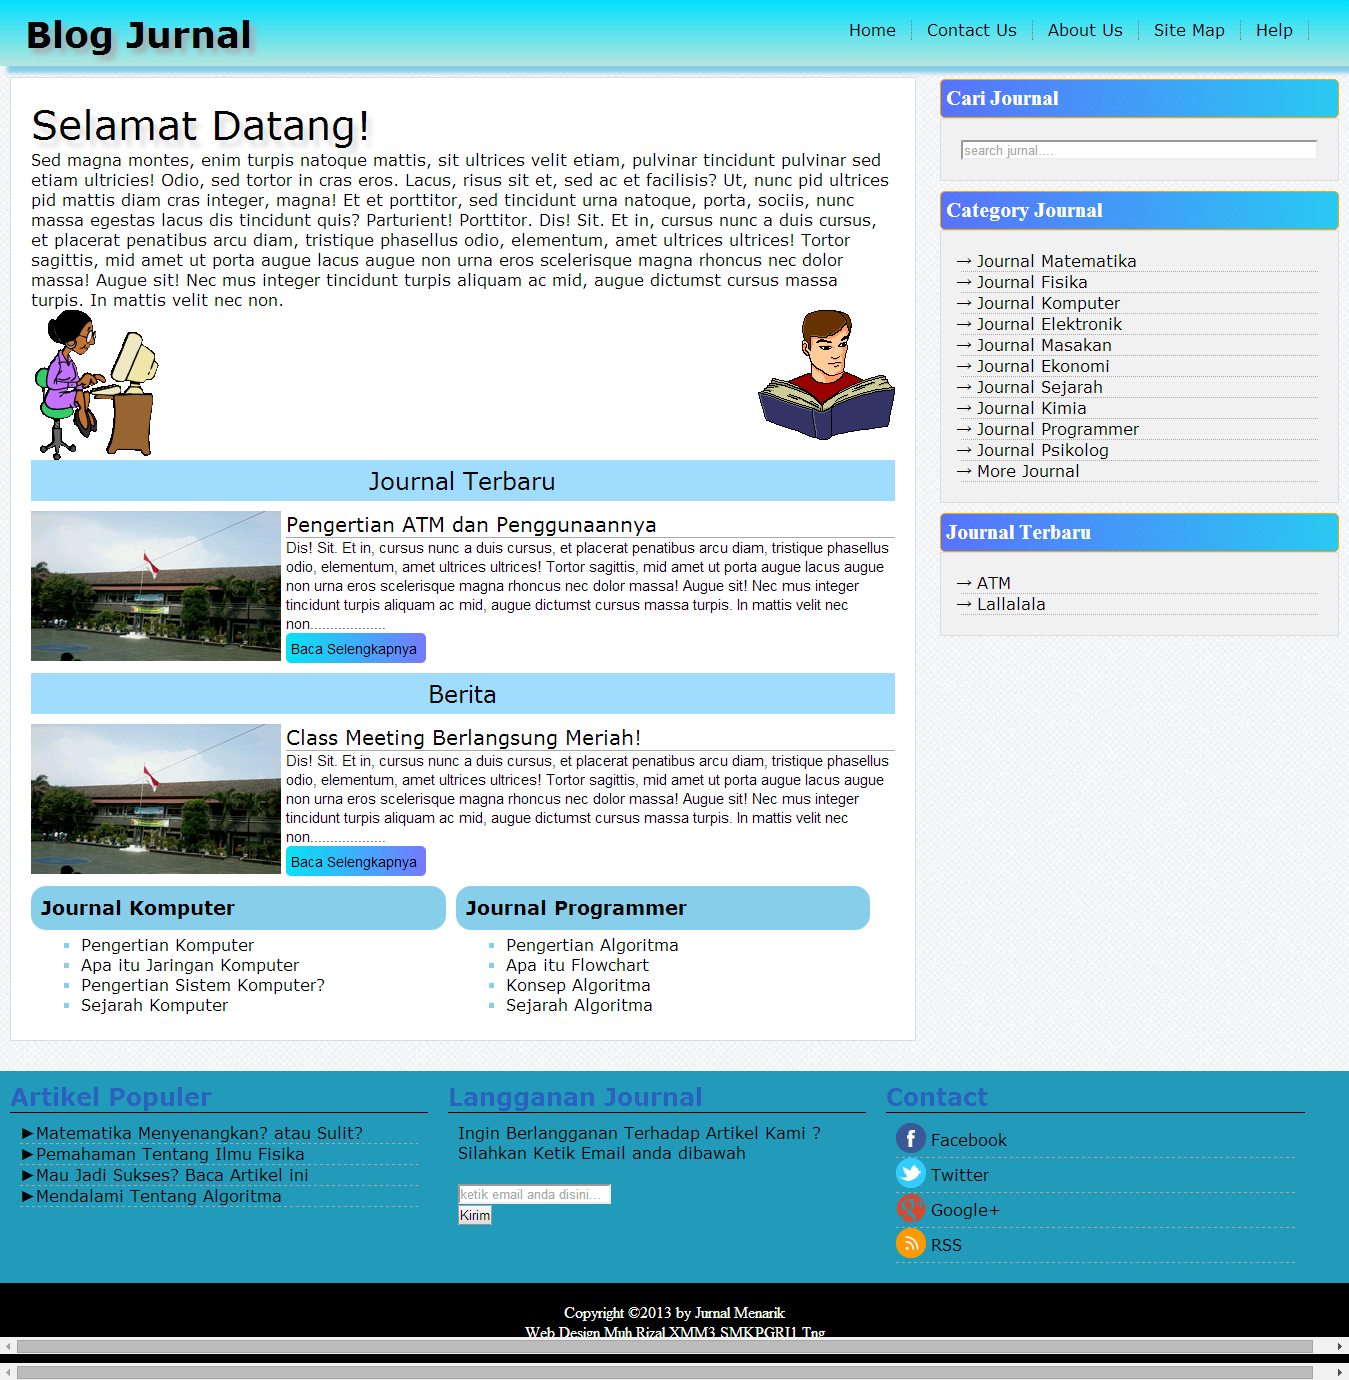 Blog Jurnal
Home
Contact Us
About Us
Site Map
Help
Selamat Datang!
Sed magna montes, enim turpis natoque mattis, sit ultrices velit etiam, pulvinar tincidunt pulvinar sed
etiam ultricies! Odio, sed tortor in cras eros. Lacus, risus sit et, sed ac et facilisis? Ut, nunc pid ultrices
pid mattis diam cras integer, magna! Et et porttitor, sed tincidunt urna natoque, porta, sociis, nunc
massa egestas lacus dis tincidunt quis? Parturient! Porttitor. Dis! Sit. Et in, cursus nunc a duis cursus,
et placerat penatibus arcu diam, tristique phasellus odio, elementum, amet ultrices ultrices! Tortor
sagittis, mid amet ut porta augue lacus augue non urna eros scelerisque magna rhoncus nec dolor
massa! Augue sit! Nec mus integer tincidunt turpis aliquam ac mid, augue dictumst cursus massa
turpis. In mattis velit nec non.
Journal Terbaru
Pengertian ATM dan Penggunaannya
Dis! Sit. Et in, cursus nunc a duis cursus, et placerat penatibus arcu diam, tristique phasellus
odio, elementum, amet ultrices ultrices! Tortor sagittis, mid amet ut porta augue lacus augue
non urna eros scelerisque magna rhoncus nec dolor massa! Augue sit! Nec mus integer
tincidunt turpis aliquam ac mid, augue dictumst cursus massa turpis. In mattis velit nec
non...................
Baca Selengkapnya
Berita
Class Meeting Berlangsung Meriah!
Dis! Sit. Et in, cursus nunc a duis cursus, et placerat penatibus arcu diam, tristique phasellus
odio, elementum, amet ultrices ultrices! Tortor sagittis, mid amet ut porta augue lacus augue
non urna eros scelerisque magna rhoncus nec dolor massa! Augue sit! Nec mus integer
tincidunt turpis aliquam ac mid, augue dictumst cursus massa turpis. In mattis velit nec
non...................
Baca Selengkapnya
Journal Komputer
Pengertian Komputer
Apa itu Jaringan Komputer
Pengertian Sistem Komputer?
Sejarah Komputer
Journal Programmer
Pengertian Algoritma
Apa itu Flowchart
Konsep Algoritma
Sejarah Algoritma
Cari Journal
search jurnal....
Category Journal
→ Journal Matematika
→ Journal Fisika
→ Journal Komputer
→ Journal Elektronik
→ Journal Masakan
→ Journal Ekonomi
→ Journal Sejarah
→ Journal Kimia
→ Journal Programmer
→ Journal Psikolog
→ More Journal
Journal Terbaru
→ ATM
→ Lallalala
Artikel Populer
►Matematika Menyenangkan? atau Sulit?
►Pemahaman Tentang Ilmu Fisika
►Mau Jadi Sukses? Baca Artikel ini
►Mendalami Tentang Algoritma
Langganan Journal
Ingin Berlangganan Terhadap Artikel Kami ?
Silahkan Ketik Email anda dibawah
ketik email anda disini...
Kirim
Contact
Facebook
Twitter
Google+
RSS
Copyright ©2013 by Jurnal Menarik
Web Design Muh Rizal XMM3 SMKPGRI1 Tng